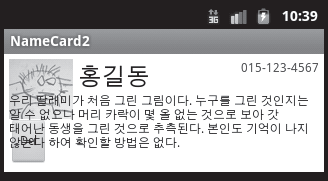 3G
10:39
NameCard2
홍길동
015-123-4567
우리 딸래미가 처음 그린 그림이다. 누구를 그린 것인지는
알 수 없으나 머리 카락이 몇 올 없는 것으로 보아 갓
태어난 동생을 그린 것으로 추측된다. 본인도 기억이 나지
않는다 하여 확인할 방법은 없다.
Del